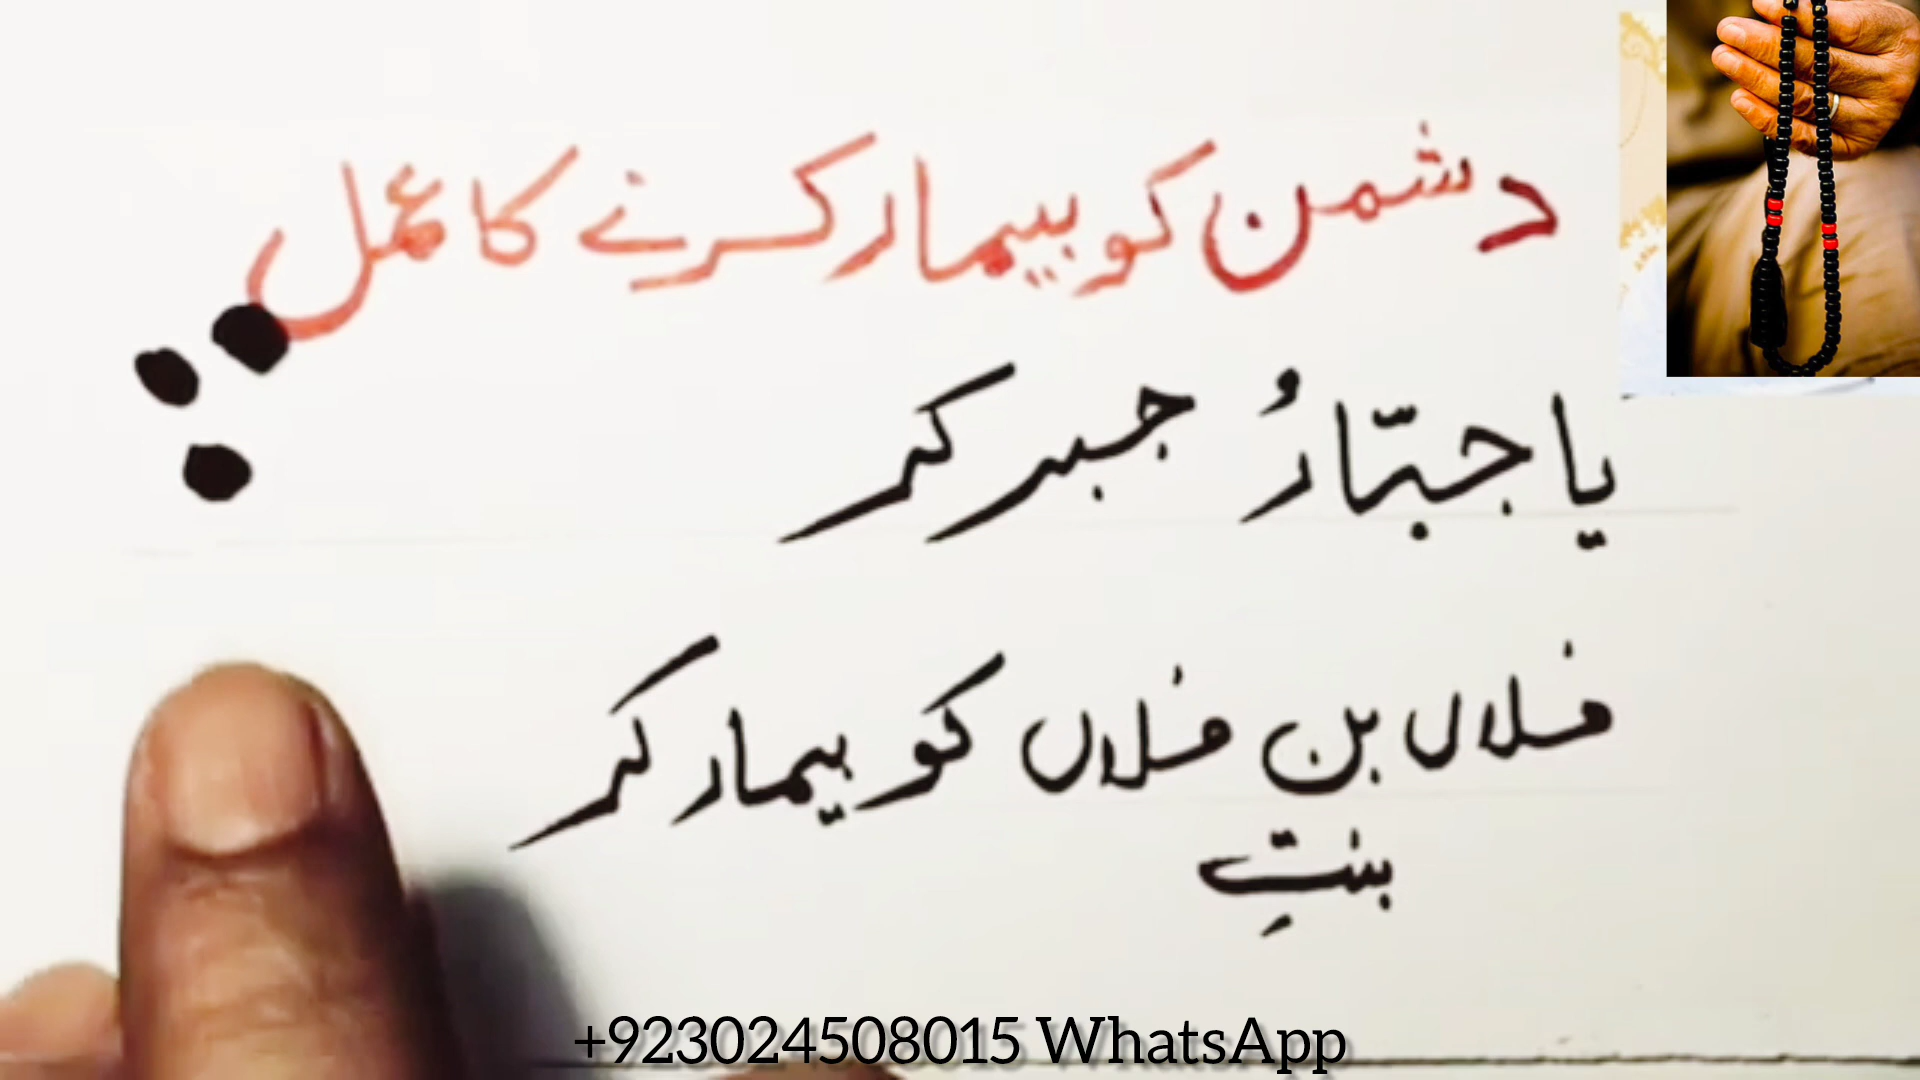 دشمن کو بیمار کرنے کا عمل
یا جبّارُ جبر کر
فلاں بن فلاں کو بیمار کر
بنتِ
+923024508015 WhatsApp